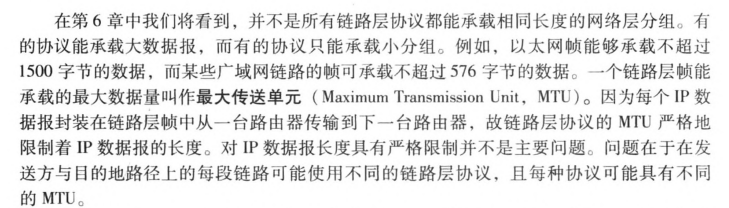 在第 6 章中我们将看到，并不是所有链路层协议都能承载相同长度的网络层分组。有
的协议能承载大数据报，而有的协议只能承载小分组。例如，以太网帧能够承载不超过
1500 字节的数据，而某些广域网链路的帧可承载不超过 576 字节的数据。一个链路层帧能
承载的最大数据量叫作最大传送单元（Maximum Transmission Unit，MTU）。因为每个 IP 数
据报封装在链路层帧中从一台路由器传输到下一台路由器，故链路层协议的 MTU 严格地
限制着 IP 数据报的长度。对 IP 数据报长度具有严格限制并不是主要问题。问题在于在发
送方与目的地路径上的每段链路可能使用不同的链路层协议，且每种协议可能具有不同
的 MTU。